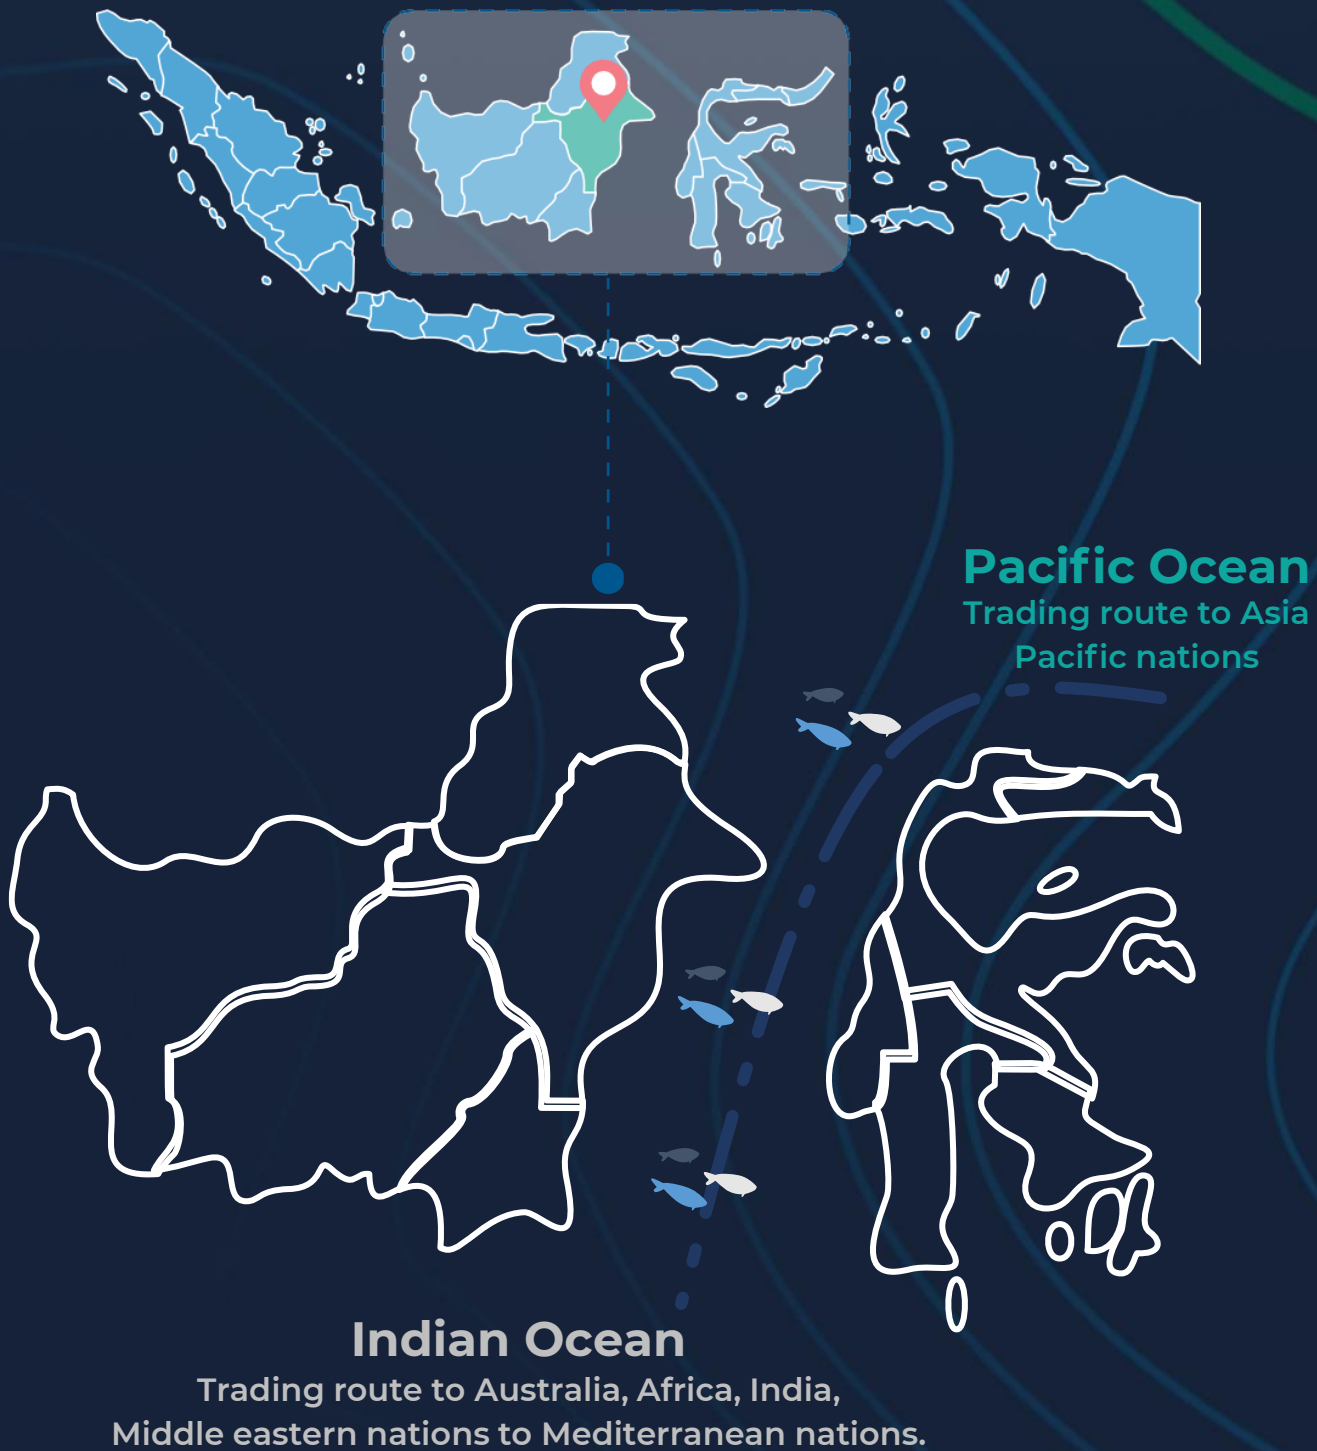 Pacific Ocean
Trading route to Asia
Pacific nations
Indian Ocean
Trading route to Australia, Africa, India,
Middle eastern nations to Mediterranean nations.